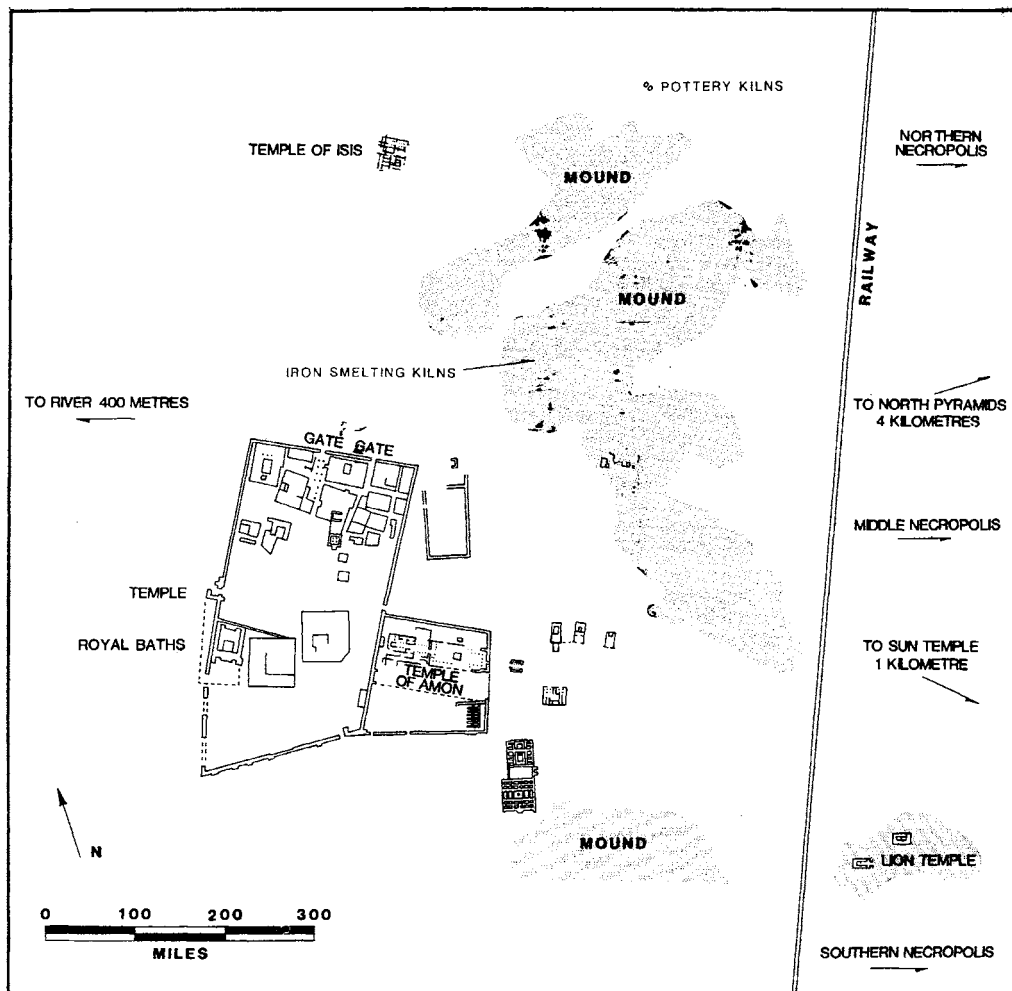 POTTERY KILNS
TEMPLE OF ISIS
NORTHERN
NECROPOLIS
MOUND
RAILWAY
MOUND
IRON SMELTING KILNS
TO RIVER 400 METRES
TO NORTH PYRAMIDS
4 KILOMETRES
GATE GATE
MIDDLE NECROPOLIS
TEMPLE
ROYAL BATHS
TO SUN TEMPLE
1 KILOMETRE
TEMPLE
OF AMON
MOUND
LION TEMPLE
N
0 100 200 300
MILES
SOUTHERN NECROPOLIS